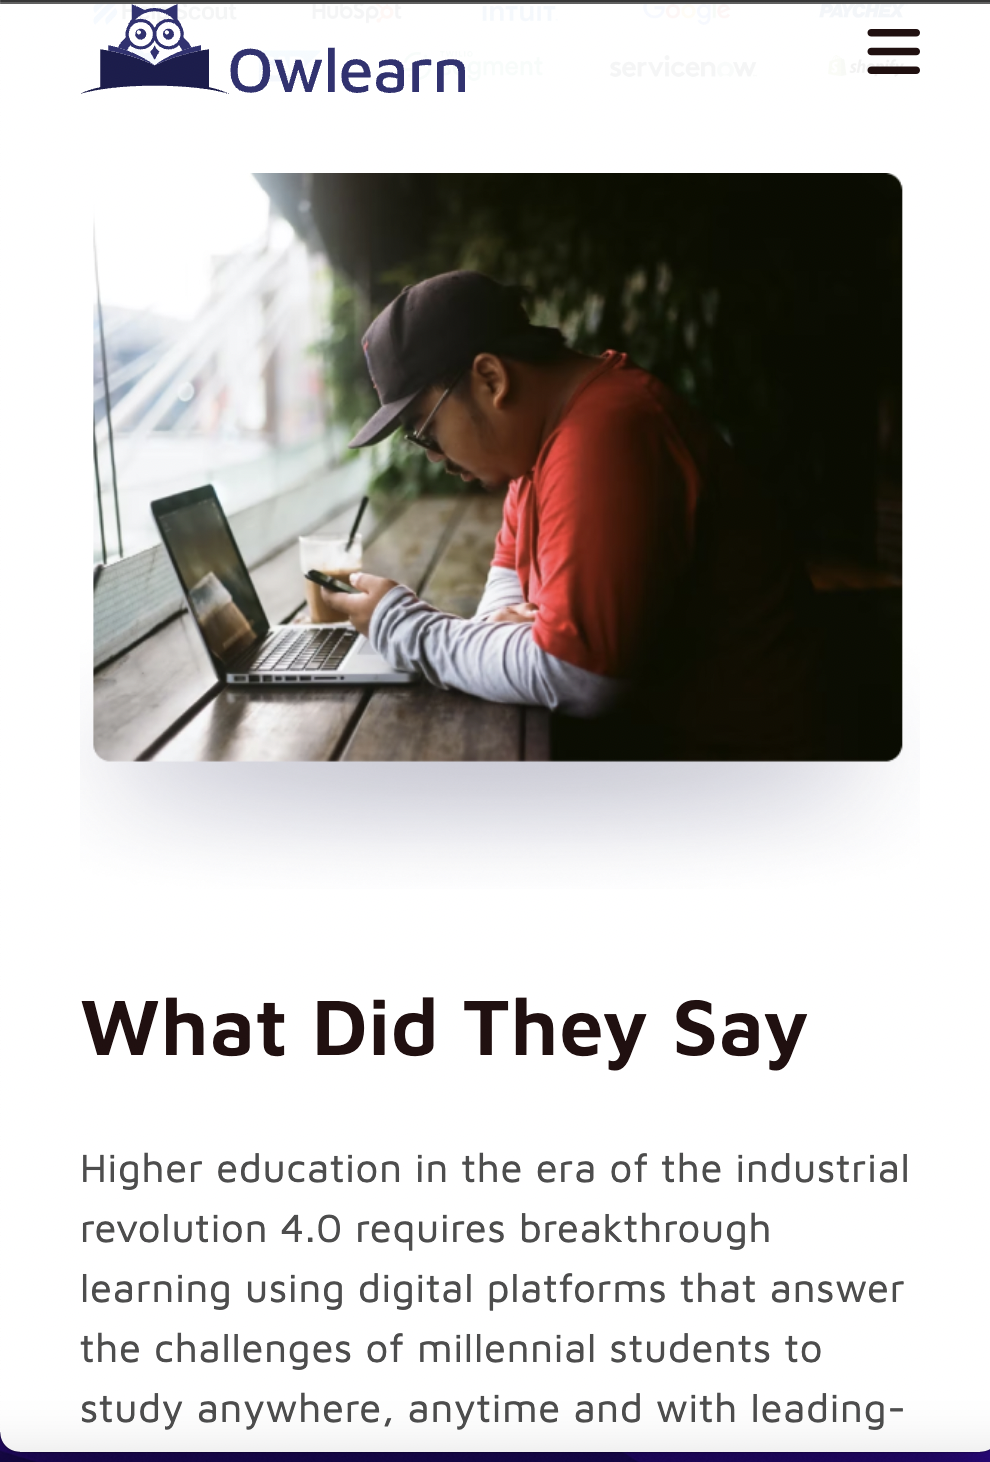 HubSpot
intuit
Google
PAYCHEX
Owlearn
servicenow
What Did They Say
Higher education in the era of the industrial
revolution 4.0 requires breakthrough
learning using digital platforms that answer
the challenges of millennial students to
study anywhere, anytime and with leading-